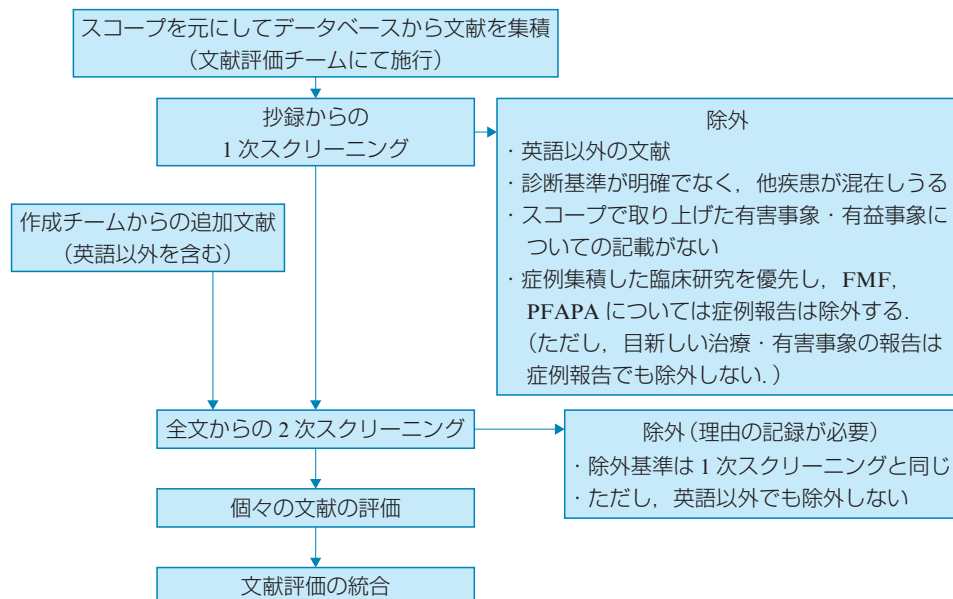 スコープを元にしてデータベースから文献を集積
（文献評価チームにて施行）
抄録からの
1 次スクリーニング
除外
・英語以外の文献
・診断基準が明確でなく，他疾患が混在しうる
・スコープで取り上げた有害事象・有益事象に
ついての記載がない
・症例集積した臨床研究を優先し，FMF,
PFAPA については症例報告は除外する．
（ただし，目新しい治療・有害事象の報告は
症例報告でも除外しない．）
作成チームからの追加文献
（英語以外を含む）
全文からの 2 次スクリーニング
除外（理由の記録が必要）
・除外基準は 1 次スクリーニングと同じ
・ただし，英語以外でも除外しない
個々の文献の評価
文献評価の統合